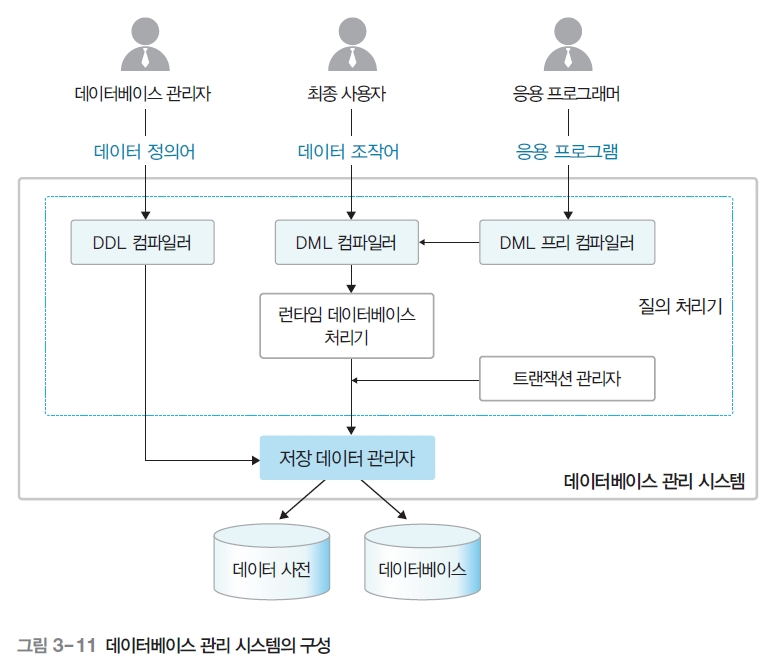 데이터베이스 관리자
최종 사용자
응용 프로그래머
데이터 정의어
데이터 조작어
응용 프로그램
DDL 컴파일러
DML 컴파일러
DML 프리 컴파일러
런타임 데이터베이스
처리기
질의 처리기
트랜잭션 관리자
저장 데이터 관리자
데이터베이스 관리 시스템
데이터 사전
데이터베이스
그림 3-11 데이터베이스 관리 시스템의 구성